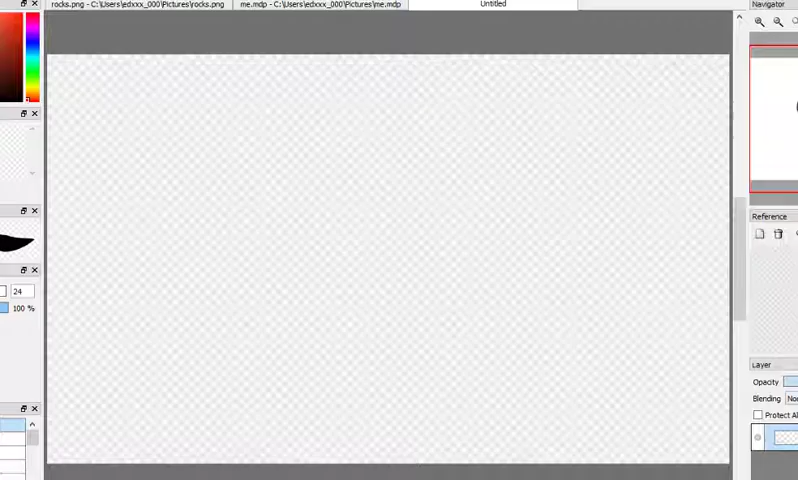 rocks.png - C:\Users\edxxx_000\Pictures\rocks.png
me.mdp - C:\Users\edxxx_000\Pictures\me.mdp
Untitled
Navigator
24
100 %
Reference
Layer
Opacity
Blending
Protect